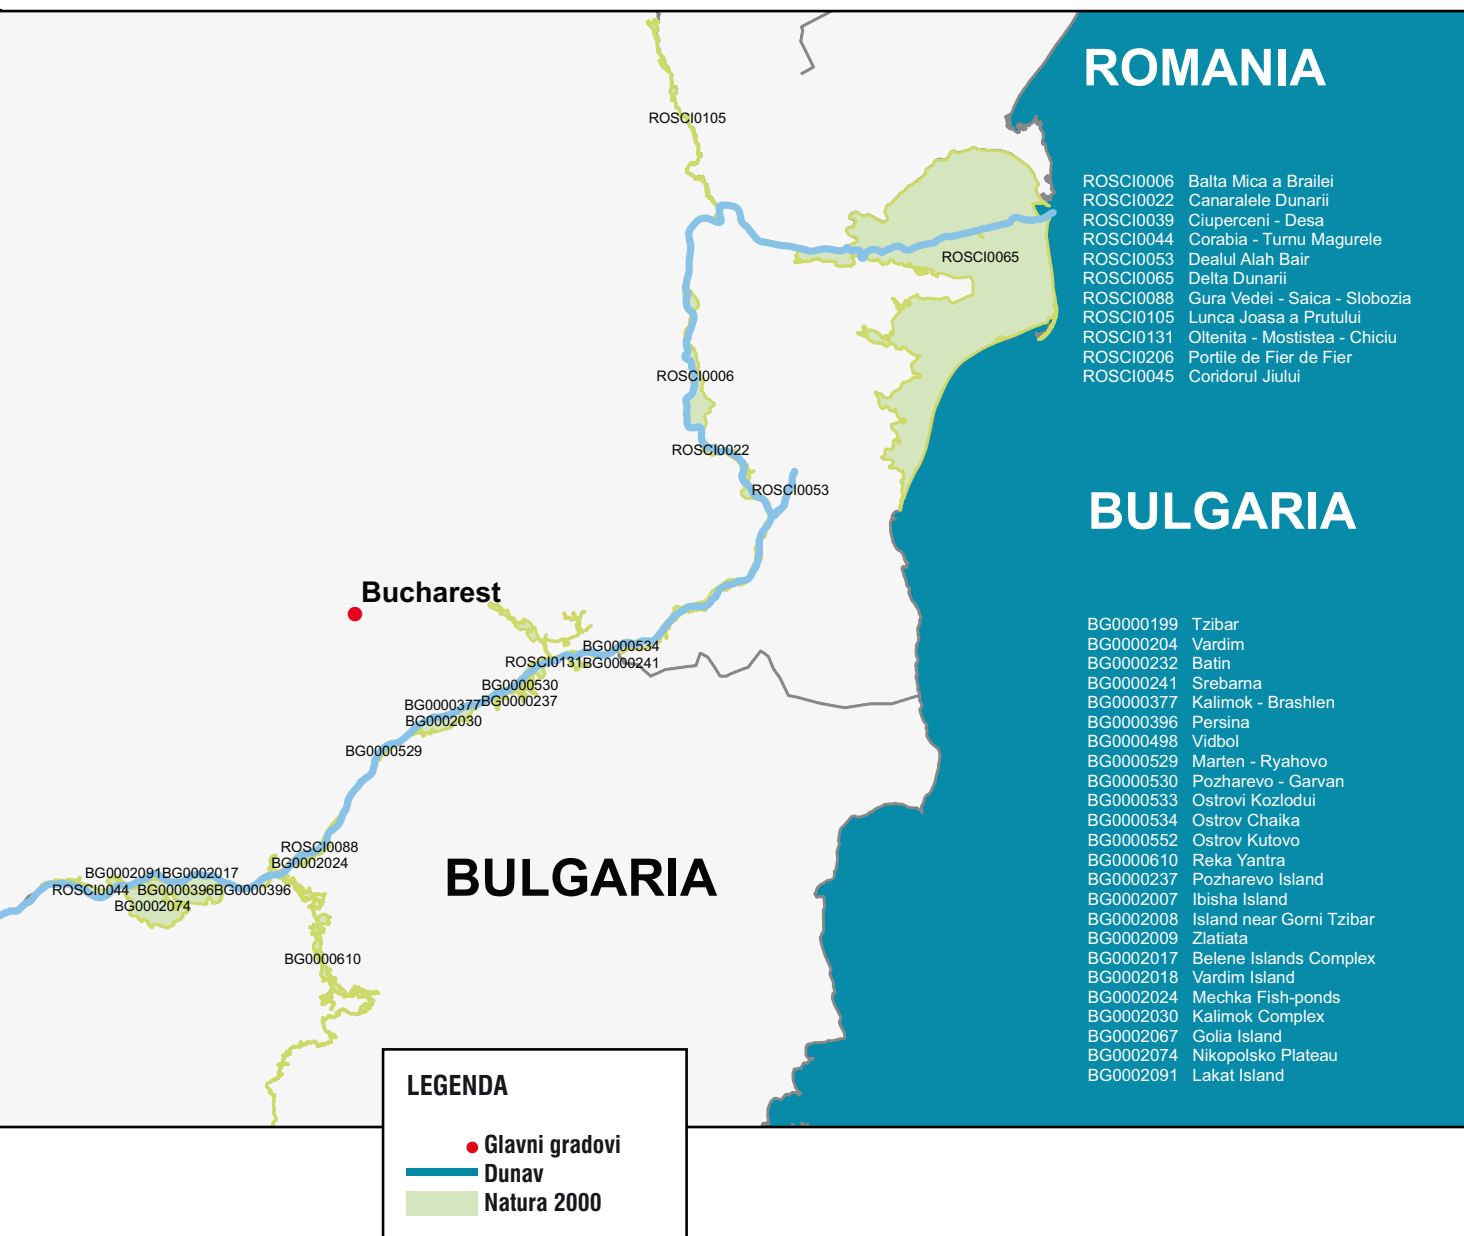 ROMANIA
ROSCI0105
ROSCI0006 Balta Mica a Brailei
ROSCI0022 Canaralele Dunarii
ROSCI0039 Ciuperceni - Desa
ROSCI0044 Corabia - Turnu Magurele
ROSCI0053 Dealul Alah Bair
ROSCI0065 Delta Dunarii
ROSCI0088 Gura Vedei - Saica - Slobozia
ROSCI0105 Lunca Joasa a Prutului
ROSCI0131 Oltenita - Mostistea - Chiciu
ROSCI0206 Portile de Fier de Fier
ROSCI0045 Coridorul Jiului
ROSCI0065
ROSCI0006
ROSCI0022
ROSCI0053
BULGARIA
Bucharest
BG0000199 Tzibar
BG0000204 Vardim
BG0000232 Batin
BG0000241 Srebarna
BG0000377 Kalimok - Brashlen
BG0000396 Persina
BG0000498 Vidbol
BG0000529 Marten - Ryahovo
BG0000530 Pozharevo - Garvan
BG0000533 Ostrovi Kozlodui
BG0000534 Ostrov Chaika
BG0000552 Ostrov Kutovo
BG0000610 Reka Yantra
BG0000237 Pozharevo Island
BG0002007 Ibisha Island
BG0002008 Island near Gorni Tzibar
BG0002009 Zlatiata
BG0002017 Belene Islands Complex
BG0002018 Vardim Island
BG0002024 Mechka Fish-ponds
BG0002030 Kalimok Complex
BG0002067 Golia Island
BG0002074 Nikopolsko Plateau
BG0002091 Lakat Island
BG0000534
ROSCI0131 BG0000241
BG0000530
BG0000377 BG0000237
BG0002030
BG0000529
ROSCI0088
BG0002024
BG0002091 BG0002017
ROSCI0044 BG0000396 BG0000396
BG0002074
BULGARIA
BG0000610
LEGENDA
Glavni gradovi
Dunav
Natura 2000